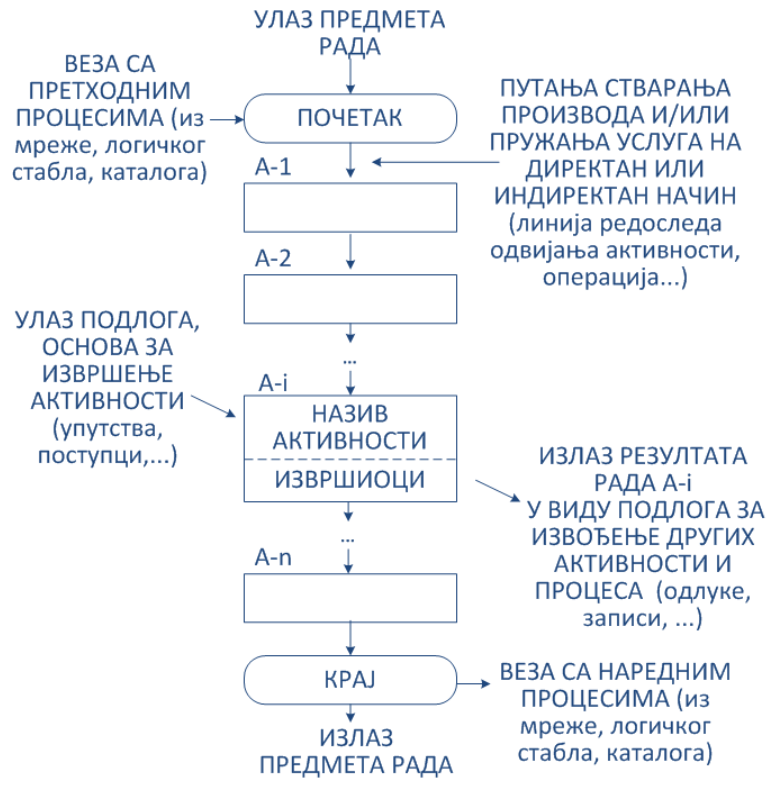 УЛАЗ ПРЕДМЕТА
РАДА
ВЕЗА СА
ПРЕТХОДНИМ
ПРОЦЕСИМА (из
мреже, логичког
стабла, каталога)
ПОЧЕТАК
ПУТАЊА СТВАРАЊА
ПРОИЗВОДА И/ИЛИ
ПРУЖАЊА УСЛУГА НА
ДИРЕКТАН ИЛИ
ИНДИРЕКТАН НАЧИН
(линија редоследа
одвијања активности,
операција...)
А-1
А-2
...
УЛАЗ ПОДЛОГА,
ОСНОВА ЗА
ИЗВРШЕЊЕ
АКТИВНОСТИ
(упутства,
поступци,...)
А-i
НАЗИВ
АКТИВНОСТИ
ИЗВРШИОЦИ
ИЗЛАЗ РЕЗУЛТАТА
РАДА А-i
У ВИДУ ПОДЛОГА ЗА
ИЗВОЂЕЊЕ ДРУГИХ
АКТИВНОСТИ И
ПРОЦЕСА (одлуке,
записи, ...)
...
А-n
КРАЈ
ВЕЗА СА НАРЕДНИМ
ПРОЦЕСИМА (из
мреже, логичког
стабла, каталога)
ИЗЛАЗ
ПРЕДМЕТА РАДА